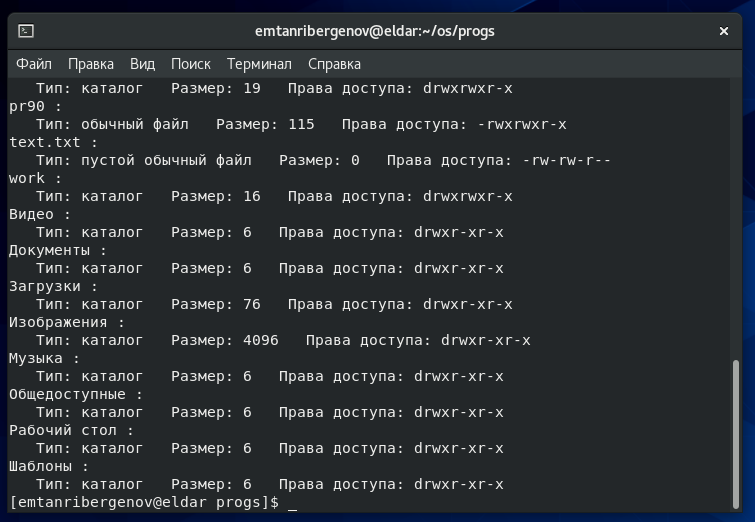 emtanribergenov@eldar:~/os/progs
Файл Правка Вид Поиск Терминал Справка
   Тип: каталог   Размер: 19   Права доступа: drwxrwxr-x
pr90 :
   Тип: обычный файл   Размер: 115   Права доступа: -rwxrwxr-x
text.txt :
   Тип: пустой обычный файл   Размер: 0   Права доступа: -rw-rw-r--
work :
   Тип: каталог   Размер: 16   Права доступа: drwxrwxr-x
Видео :
   Тип: каталог   Размер: 6   Права доступа: drwxr-xr-x
Документы :
   Тип: каталог   Размер: 6   Права доступа: drwxr-xr-x
Загрузки :
   Тип: каталог   Размер: 76   Права доступа: drwxr-xr-x
Изображения :
   Тип: каталог   Размер: 4096   Права доступа: drwxr-xr-x
Музыка :
   Тип: каталог   Размер: 6   Права доступа: drwxr-xr-x
Общедоступные :
   Тип: каталог   Размер: 6   Права доступа: drwxr-xr-x
Рабочий стол :
   Тип: каталог   Размер: 6   Права доступа: drwxr-xr-x
Шаблоны :
   Тип: каталог   Размер: 6   Права доступа: drwxr-xr-x
[emtanribergenov@eldar progs]$ _